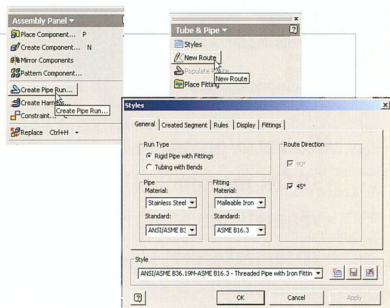 Assembly Panel
Place Component... P
Create Component... N
Mirror Components
Pattern Component...
Create Pipe Run...
Create Harness
Create Pipe Run...
Constraint...
Replace Ctrl+H
Tube & Pipe
Styles
New Route
New Route
Place Fitting
Styles
General Created Segment Rules Display Fittings
Run Type
Rigid Pipe with Fittings
Tubing with Bends
Route Direction
90°
45°
Pipe
Material:
Stainless Steel
Standard:
ANSI/ASME B3
Fitting
Material:
Malleable Iron
Standard:
ASME B16.3
Style
ANSI/ASME B36.19M-ASME B16.3 - Threaded Pipe with Iron Fittin
OK Cancel Apply